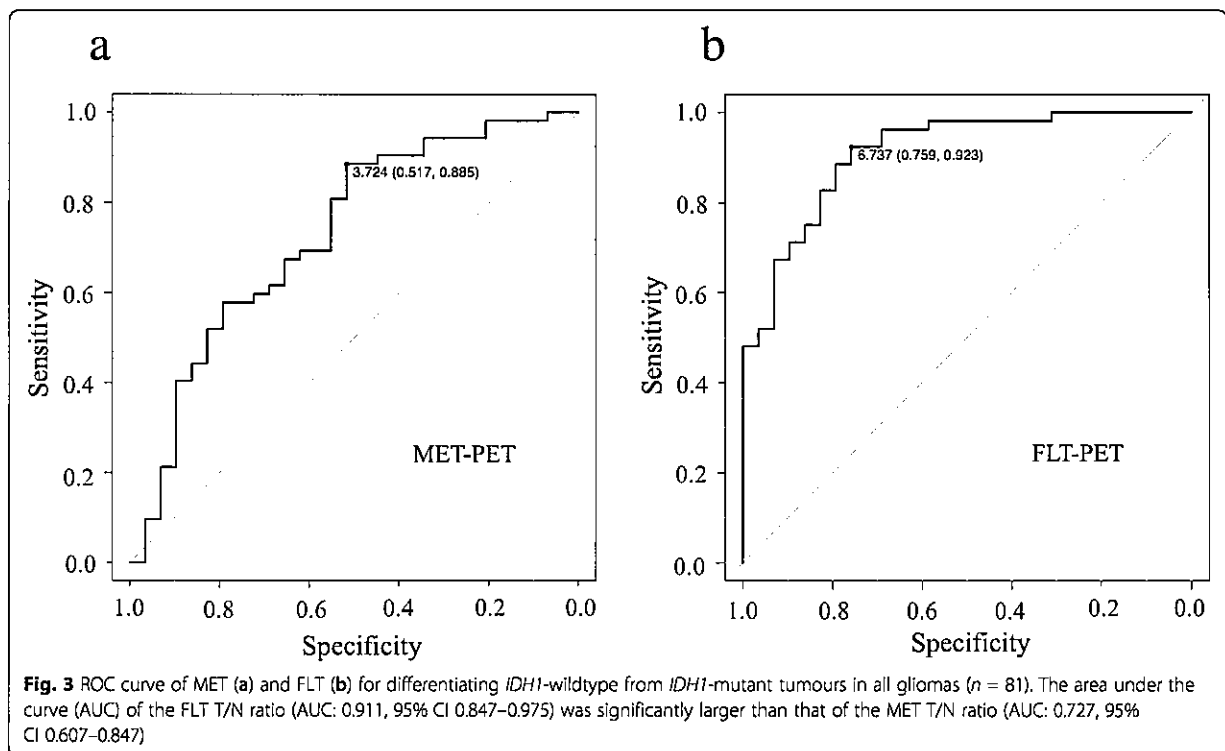 a
b
1.0
0.8
0.6
0.4
0.2
0.0
Sensitivity
3.724 (0.517, 0.885)
MET-PET
1.0 0.8 0.6 0.4 0.2 0.0
Specificity
1.0
0.8
0.6
0.4
0.2
0.0
Sensitivity
6.737 (0.759, 0.923)
FLT-PET
1.0 0.8 0.6 0.4 0.2 0.0
Specificity
Fig. 3 ROC curve of MET (a) and FLT (b) for differentiating IDH1-wildtype from IDH1-mutant tumours in all gliomas (n = 81). The area under the
curve (AUC) of the FLT T/N ratio (AUC: 0.911, 95% CI 0.847–0.975) was significantly larger than that of the MET T/N ratio (AUC: 0.727, 95%
CI 0.607–0.847)